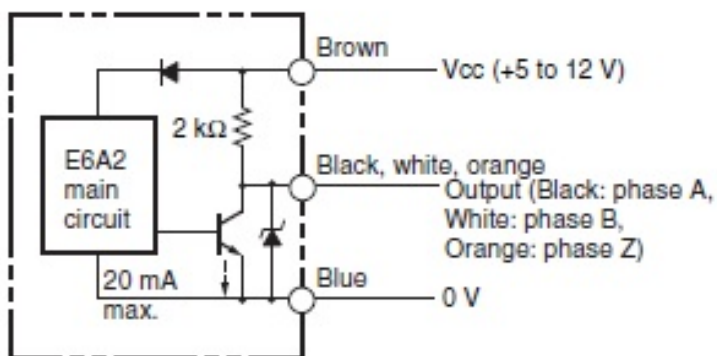 Brown
Vcc (+5 to 12 V)
2 kΩ
E6A2
main
circuit
Black, white, orange
Output (Black: phase A,
White: phase B,
Orange: phase Z)
20 mA
max.
Blue
0 V